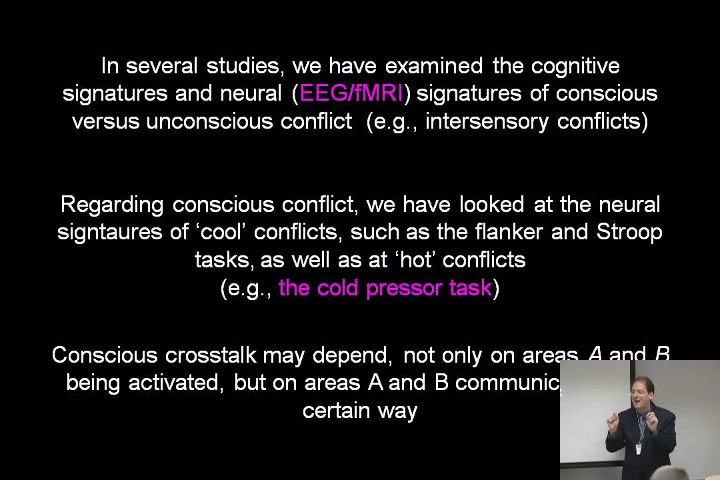 In several studies, we have examined the cognitive
signatures and neural (EEG/fMRI) signatures of conscious
versus unconscious conflict (e.g., intersensory conflicts)
Regarding conscious conflict, we have looked at the neural
signtaures of ‘cool’ conflicts, such as the flanker and Stroop
tasks, as well as at ‘hot’ conflicts
(e.g., the cold pressor task)
Conscious crosstalk may depend, not only on areas A and B
being activated, but on areas A and B
certain way